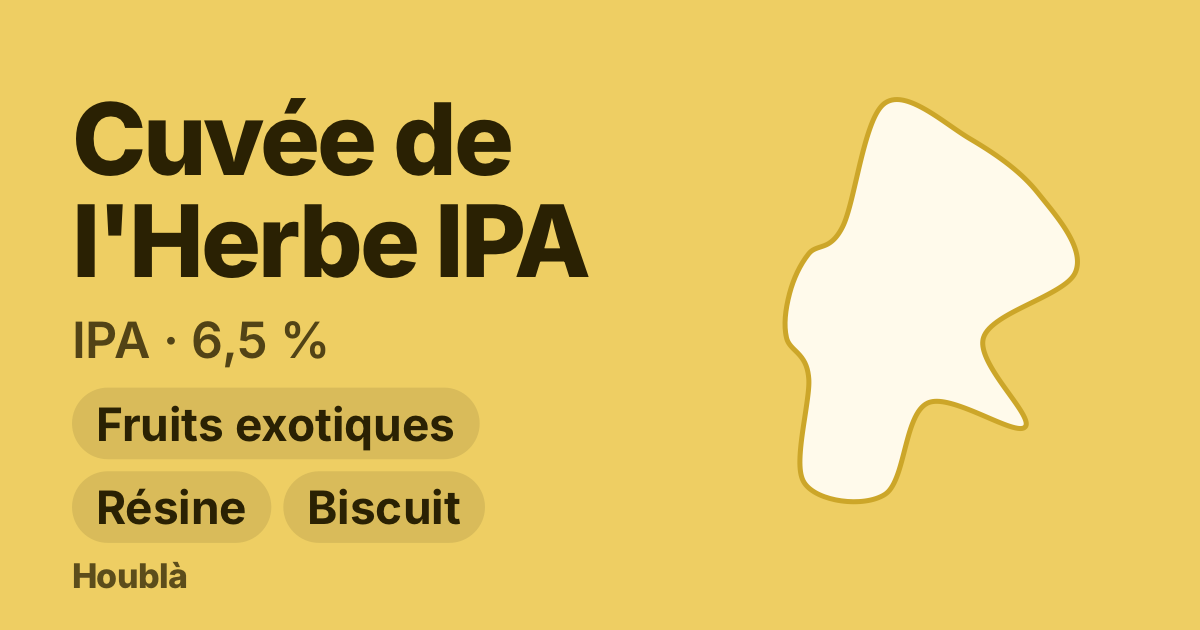 Cuvée de
l'Herbe IPA
IPA · 6,5 %
Fruits exotiques
Résine Biscuit
Houblà